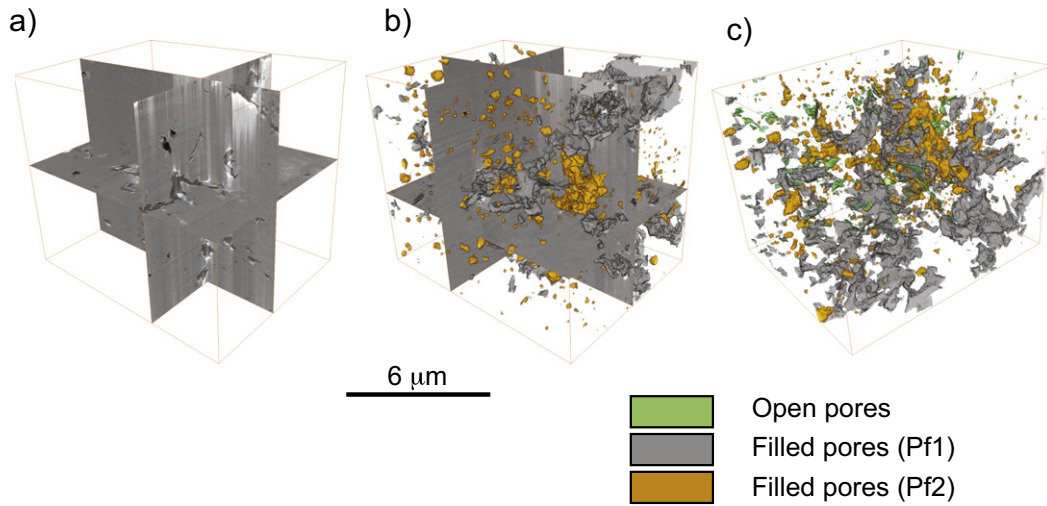 a)
b)
c)
6 μm
Open pores
Filled pores (Pf1)
Filled pores (Pf2)